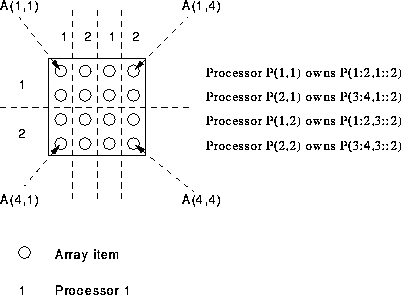 A(1,1) A(1,4)
1 2 1 2
1 Processor P(1,1) owns P(1:2,1::2)
Processor P(2,1) owns P(3:4,1::2)
Processor P(1,2) owns P(1:2,3::2)
2 Processor P(2,2) owns P(3:4,3::2)
A(4,1) A(4,4)
Array item
1 Processor 1